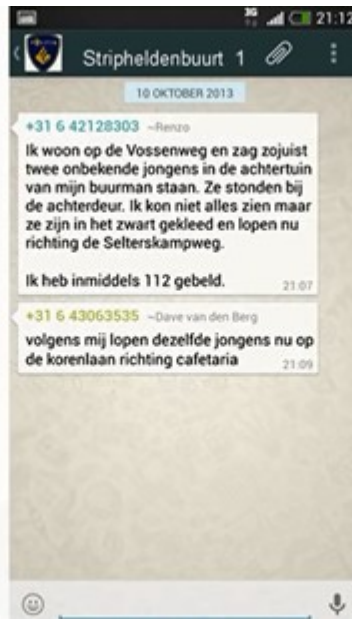 3G 21:12
Stripheldenbuurt 1
10 OKTOBER 2013
+31 6 42128303 ~Renzo
Ik woon op de Vossenweg en zag zojuist
twee onbekende jongens in de achtertuin
van mijn buurman staan. Ze stonden bij
de achterdeur. Ik kon niet alles zien maar
ze zijn in het zwart gekleed en lopen nu
richting de Selterskampweg.
Ik heb inmiddels 112 gebeld.
21:07
+31 6 43063535 ~Dave van den Berg
volgens mij lopen dezelfde jongens nu op
de korenlaan richting cafetaria
21:09